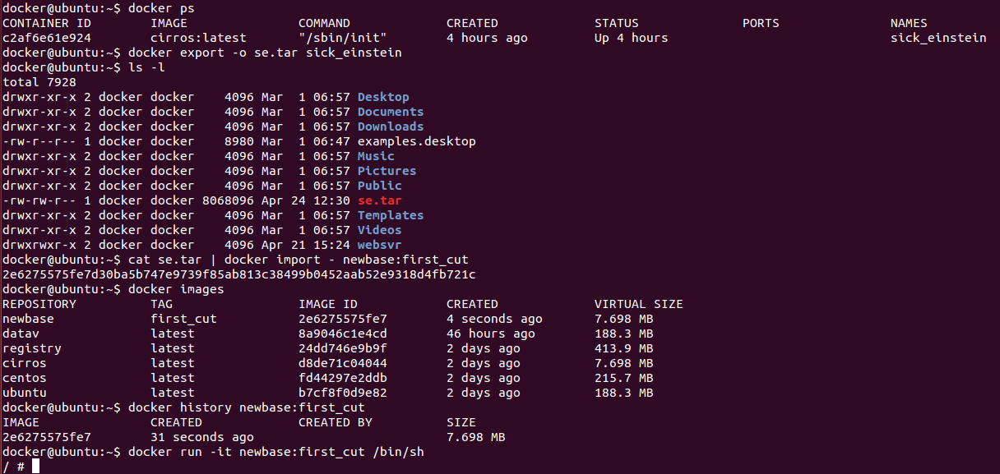 docker@ubuntu:~$ docker ps
CONTAINER ID        IMAGE               COMMAND             CREATED             STATUS              PORTS               NAMES
c2af6e61e924        cirros:latest       "/sbin/init"        4 hours ago         Up 4 hours                              sick_einstein
docker@ubuntu:~$ docker export -o se.tar sick_einstein
docker@ubuntu:~$ ls -l
total 7928
drwxr-xr-x 2 docker docker    4096 Mar  1 06:57 Desktop
drwxr-xr-x 2 docker docker    4096 Mar  1 06:57 Documents
drwxr-xr-x 2 docker docker    4096 Mar  1 06:57 Downloads
-rw-r--r-- 1 docker docker    8980 Mar  1 06:47 examples.desktop
drwxr-xr-x 2 docker docker    4096 Mar  1 06:57 Music
drwxr-xr-x 2 docker docker    4096 Mar  1 06:57 Pictures
drwxr-xr-x 2 docker docker    4096 Mar  1 06:57 Public
-rw-rw-r-- 1 docker docker 8068096 Apr 24 12:30 se.tar
drwxr-xr-x 2 docker docker    4096 Mar  1 06:57 Templates
drwxr-xr-x 2 docker docker    4096 Mar  1 06:57 Videos
drwxrwxr-x 2 docker docker    4096 Apr 21 15:24 websvr
docker@ubuntu:~$ cat se.tar | docker import - newbase:first_cut
2e6275575fe7d30ba5b747e9739f85ab813c38499b0452aab52e9318d4fb721c
docker@ubuntu:~$ docker images
REPOSITORY          TAG                 IMAGE ID            CREATED             VIRTUAL SIZE
newbase             first_cut           2e6275575fe7        4 seconds ago       7.698 MB
datav               latest              8a9046c1e4cd        46 hours ago        188.3 MB
registry            latest              24dd746e9b9f        2 days ago          413.9 MB
cirros              latest              d8de71c04044        2 days ago          7.698 MB
centos              latest              fd44297e2ddb        2 days ago          215.7 MB
ubuntu              latest              b7cf8f0d9e82        2 days ago          188.3 MB
docker@ubuntu:~$ docker history newbase:first_cut
IMAGE               CREATED             CREATED BY          SIZE
2e6275575fe7        31 seconds ago                          7.698 MB
docker@ubuntu:~$ docker run -it newbase:first_cut /bin/sh
/ #